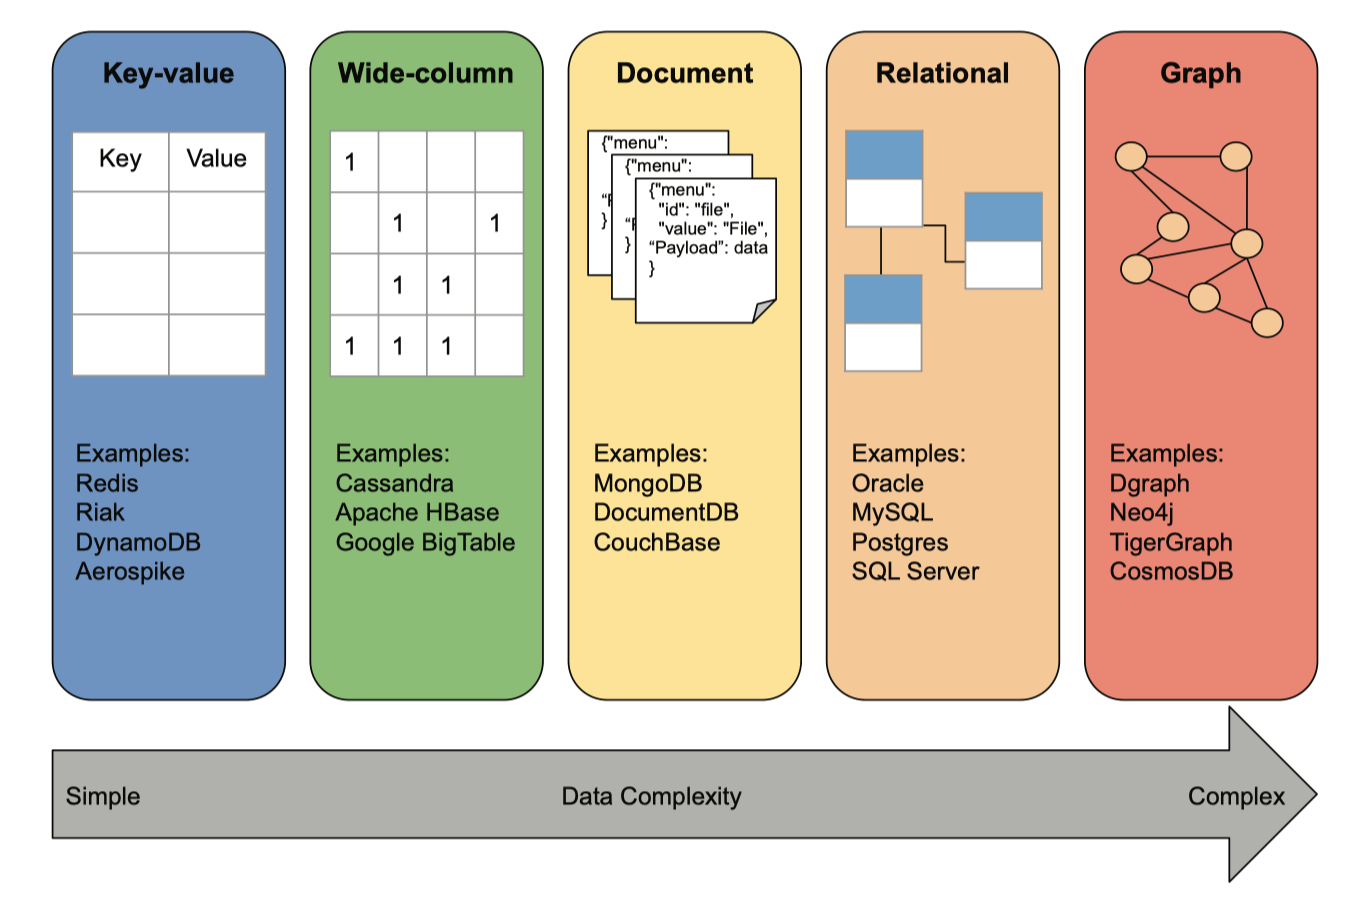 Key-value
Key Value
Examples:
Redis
Riak
DynamoDB
Aerospike
Wide-column
1
1 1
1 1
1 1 1
Examples:
Cassandra
Apache HBase
Google BigTable
Document
{"menu":
}
{"menu":
}
{"menu":
"id": "file",
"value": "File",
“Payload”: data
}
Examples:
MongoDB
DocumentDB
CouchBase
Relational
Examples:
Oracle
MySQL
Postgres
SQL Server
Graph
Examples:
Dgraph
Neo4j
TigerGraph
CosmosDB
Simple
Data Complexity
Complex